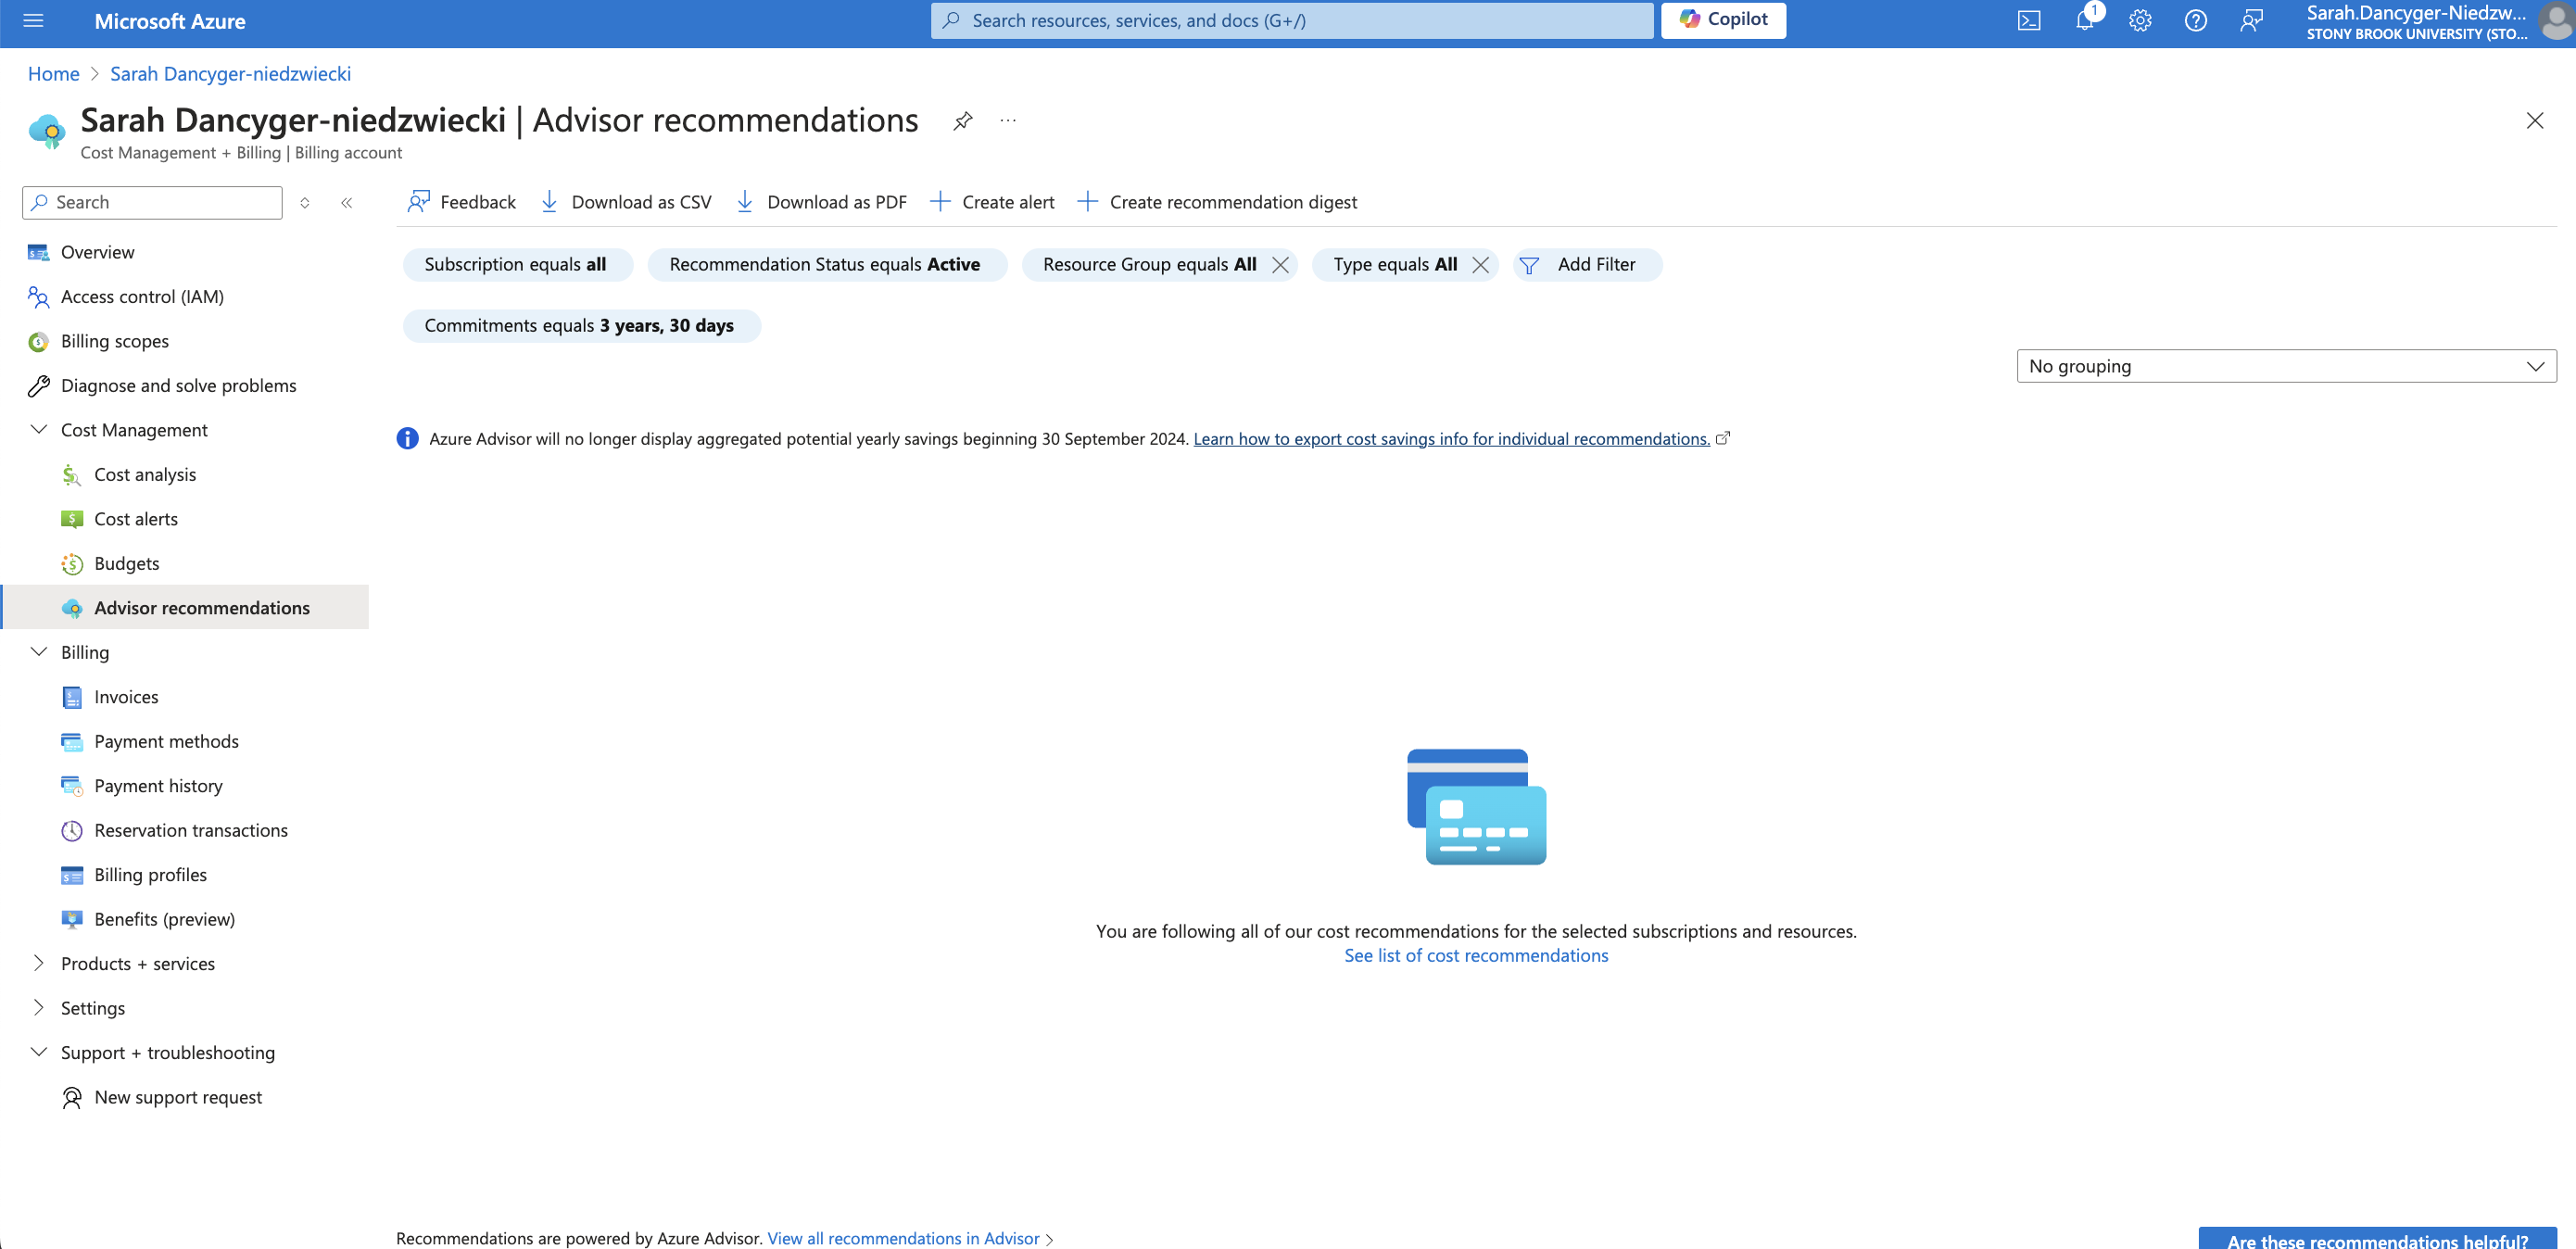 Microsoft Azure
Search resources, services, and docs (G+/)
Copilot
1
Sarah.Dancyger-Niedzw...
STONY BROOK UNIVERSITY (STO...
Home > Sarah Dancyger-niedzwiecki
Sarah Dancyger-niedzwiecki | Advisor recommendations
Cost Management + Billing | Billing account
Search
Feedback
Download as CSV
Download as PDF
Create alert
Create recommendation digest
Overview
Access control (IAM)
Billing scopes
Diagnose and solve problems
Cost Management
Cost analysis
Cost alerts
Budgets
Advisor recommendations
Billing
Invoices
Payment methods
Payment history
Reservation transactions
Billing profiles
Benefits (preview)
Products + services
Settings
Support + troubleshooting
New support request
Subscription equals all
Recommendation Status equals Active
Resource Group equals All
Type equals All
Add Filter
Commitments equals 3 years, 30 days
No grouping
Azure Advisor will no longer display aggregated potential yearly savings beginning 30 September 2024. Learn how to export cost savings info for individual recommendations.
You are following all of our cost recommendations for the selected subscriptions and resources.
See list of cost recommendations
Recommendations are powered by Azure Advisor. View all recommendations in Advisor >
Are these recommendations helpful?